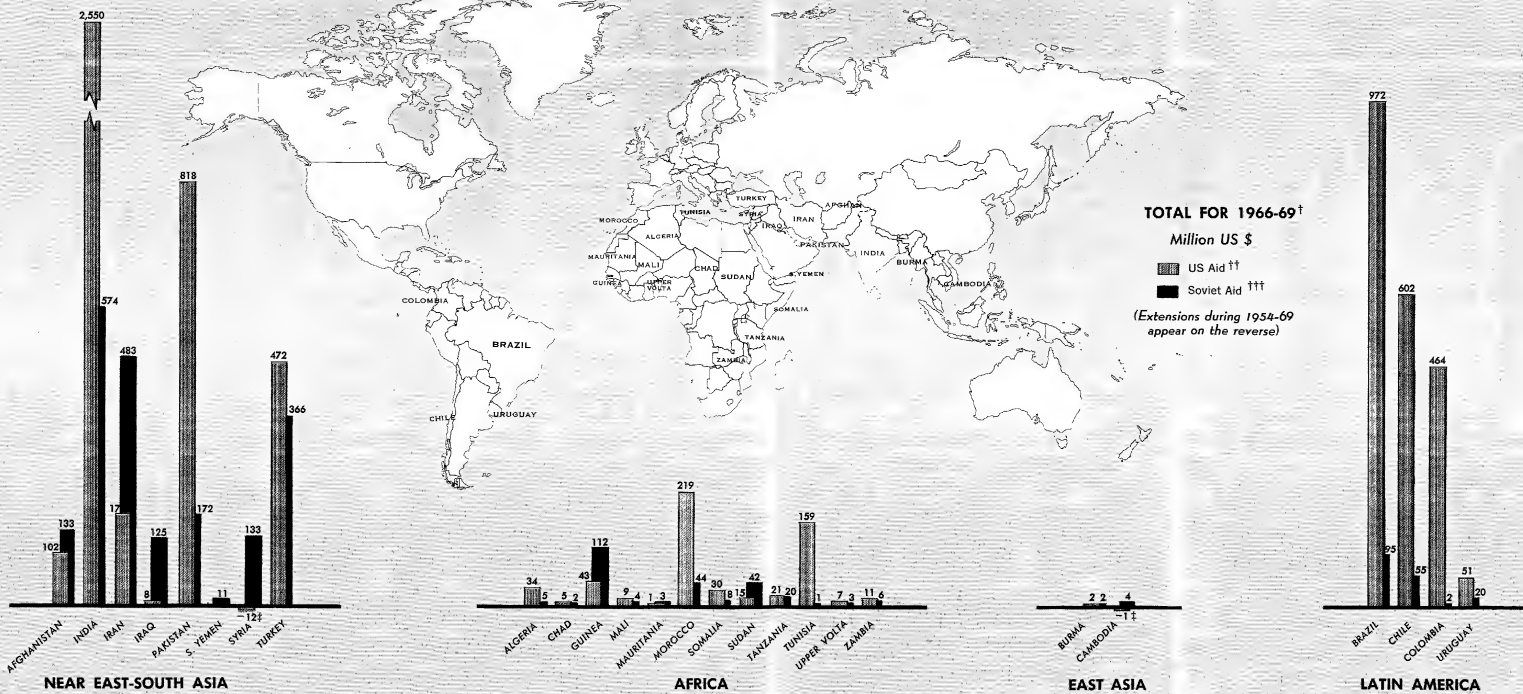 2,550
574
102
133
17
483
8
125
818
172
11
133
−12‡
472
366
AFGHANISTAN
INDIA
IRAN
IRAQ
PAKISTAN
S. YEMEN
SYRIA
TURKEY
NEAR EAST-SOUTH ASIA
TURKEY
TUNISIA
SYRIA
AFGHAN.
MOROCCO
IRAN
IRAQ
ALGERIA
PAKISTAN
INDIA
MAURITANIA
MALI
CHAD
SUDAN
S. YEMEN
BURMA
GUINEA
UPPER
VOLTA
CAMBODIA
COLOMBIA
SOMALIA
BRAZIL
TANZANIA
ZAMBIA
CHILE
URUGUAY
TOTAL FOR 1966-69†
Million US $
US Aid ††
Soviet Aid †††
(Extensions during 1954-69
appear on the reverse)
34
5
5
2
43
112
9
4
1
3
219
44
30
8
15
42
21
20
159
1
7
3
11
6
ALGERIA
CHAD
GUINEA
MALI
MAURITANIA
MOROCCO
SOMALIA
SUDAN
TANZANIA
TUNISIA
UPPER VOLTA
ZAMBIA
AFRICA
2
2
4
−1 ‡
BURMA
CAMBODIA
EAST ASIA
972
95
602
55
464
2
51
20
BRAZIL
CHILE
COLOMBIA
URUGUAY
LATIN AMERICA